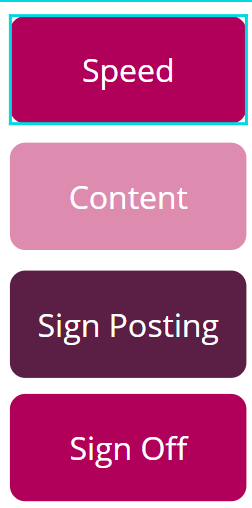 Speed
Content
Sign Posting
Sign Off